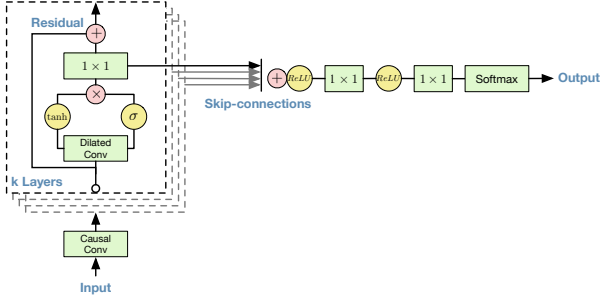 Residual
+
1 × 1
×
tanh
σ
Dilated
Conv
k Layers
Causal
Conv
Input
Skip-connections
+
ReLU
1 × 1
ReLU
1 × 1
Softmax
Output